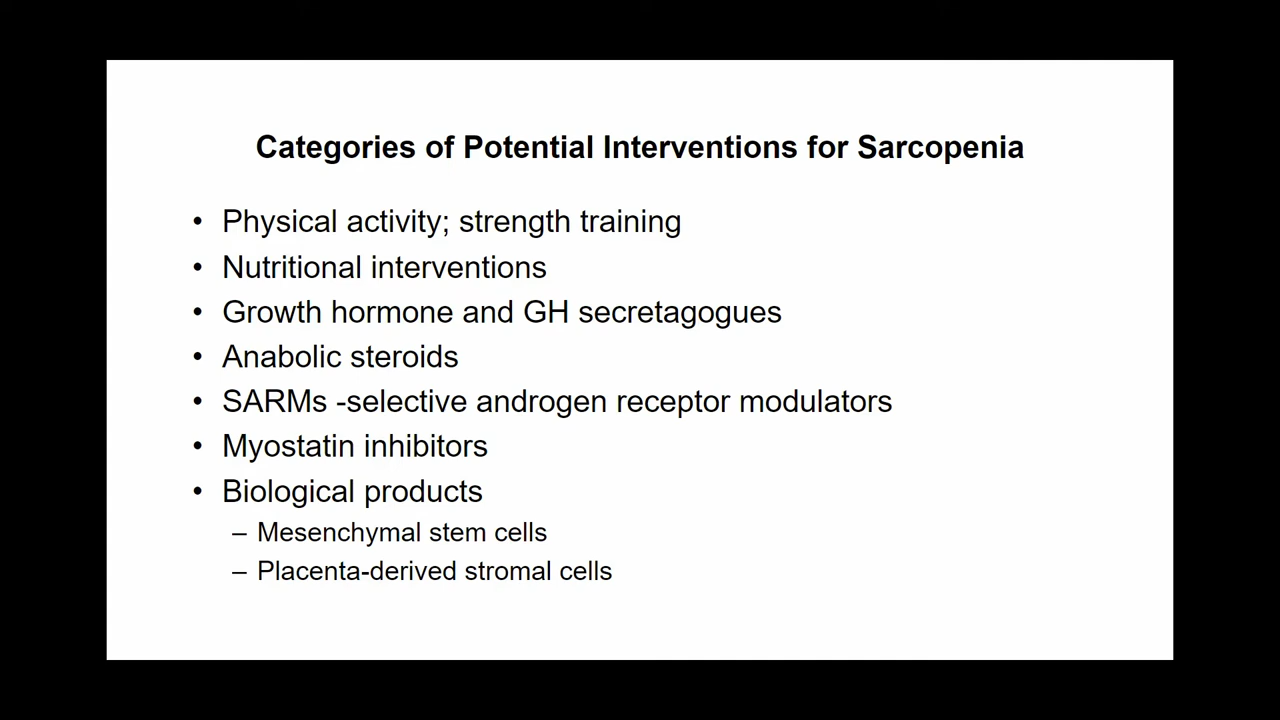 Categories of Potential Interventions for Sarcopenia
• Physical activity; strength training
• Nutritional interventions
• Growth hormone and GH secretagogues
• Anabolic steroids
• SARMs -selective androgen receptor modulators
• Myostatin inhibitors
• Biological products
– Mesenchymal stem cells
– Placenta-derived stromal cells